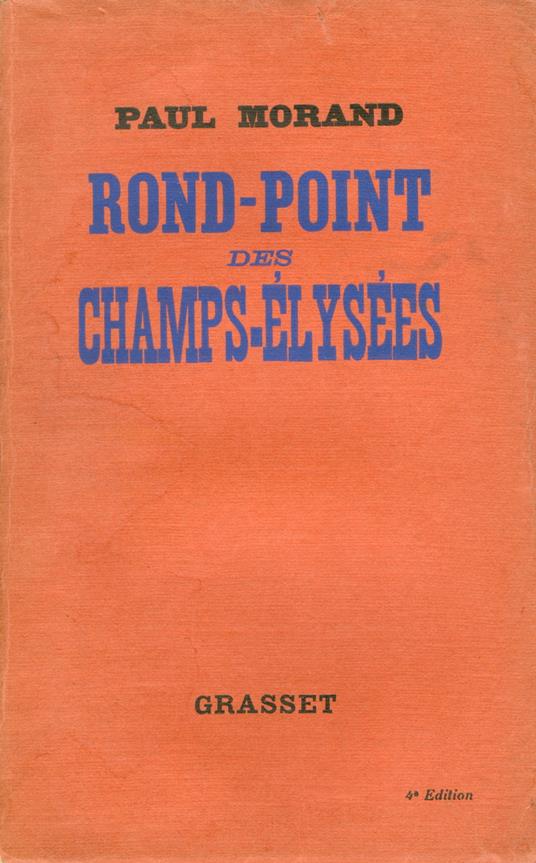 PAUL MORAND
ROND-POINT
DES
CHAMPS-ÉLYSÉES
GRASSET
4e Edition